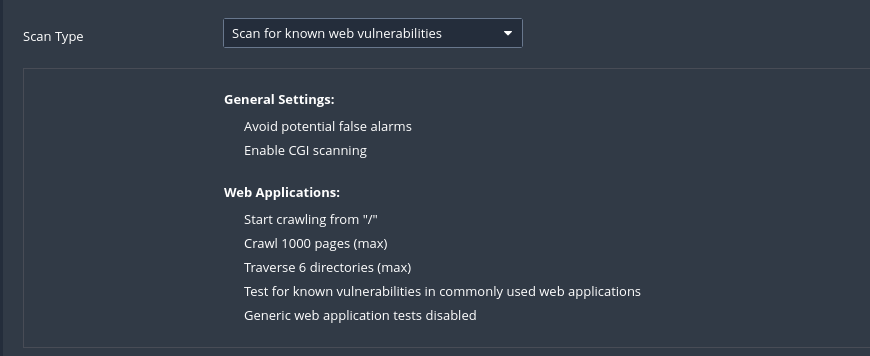 Scan Type
Scan for known web vulnerabilities
General Settings:
Avoid potential false alarms
Enable CGI scanning
Web Applications:
Start crawling from "/"
Crawl 1000 pages (max)
Traverse 6 directories (max)
Test for known vulnerabilities in commonly used web applications
Generic web application tests disabled